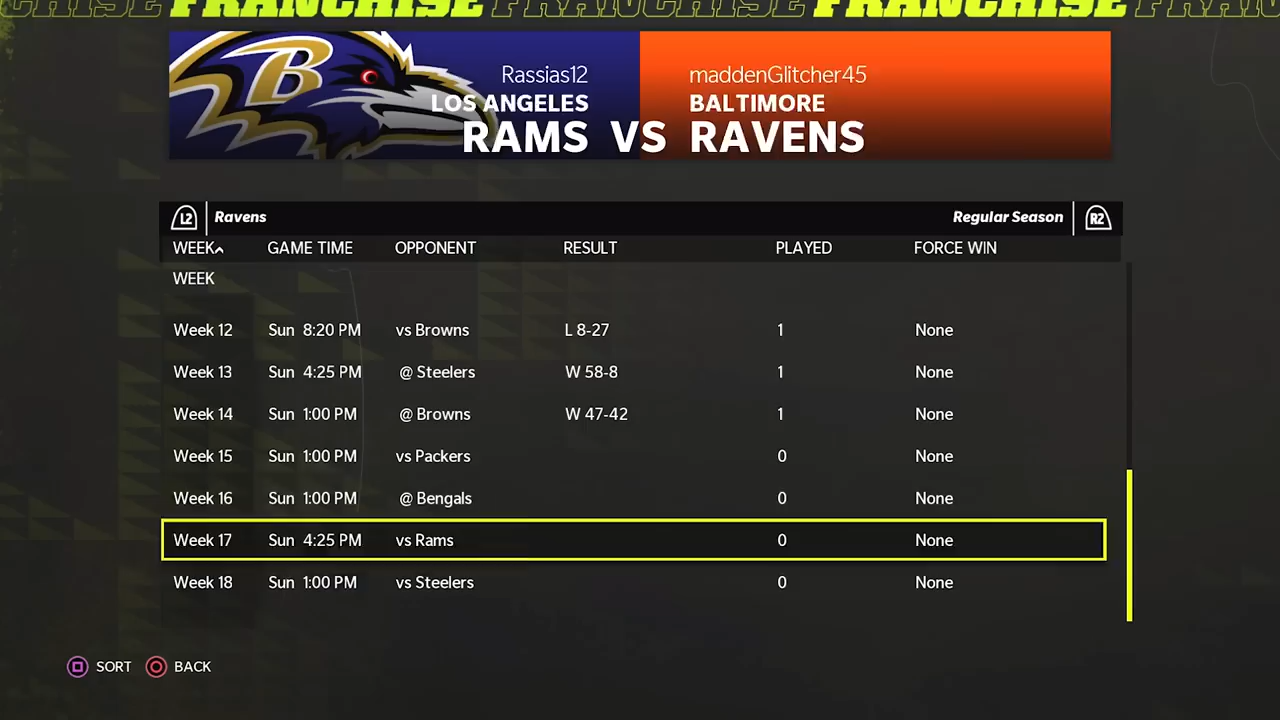 CHISE FRANCHISE FRANCHISE FRANCHISE FRAN
B
Rassias12
LOS ANGELES
RAMS VS RAVENS
maddenGlitcher45
BALTIMORE
L2 Ravens Regular Season R2
WEEK GAME TIME OPPONENT RESULT PLAYED FORCE WIN
WEEK
Week 12 Sun 8:20 PM vs Browns L 8-27 1 None
Week 13 Sun 4:25 PM @ Steelers W 58-8 1 None
Week 14 Sun 1:00 PM @ Browns W 47-42 1 None
Week 15 Sun 1:00 PM vs Packers 0 None
Week 16 Sun 1:00 PM @ Bengals 0 None
Week 17 Sun 4:25 PM vs Rams 0 None
Week 18 Sun 1:00 PM vs Steelers 0 None
SORT BACK